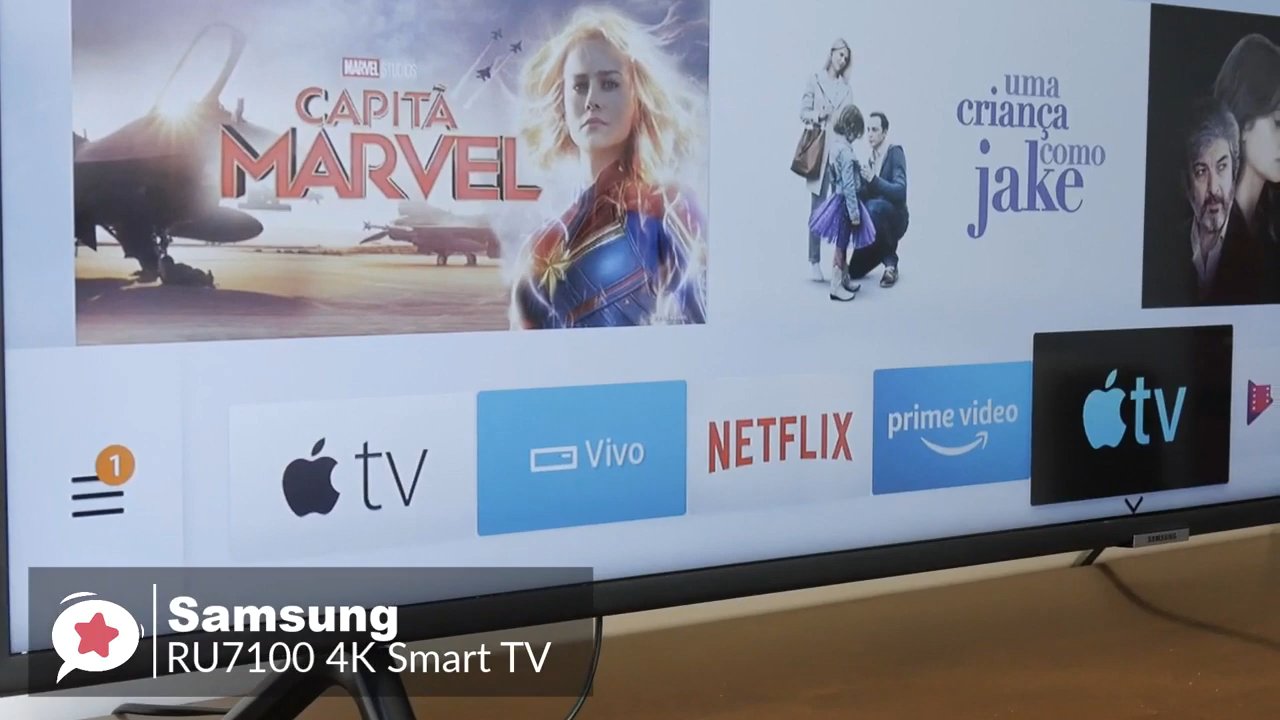 MARVEL STUDIOS
CAPITÃ
MARVEL
uma
criança
como
jake
1
tv
Vivo
NETFLIX
prime video
tv
SAMSUNG
Samsung
RU7100 4K Smart TV